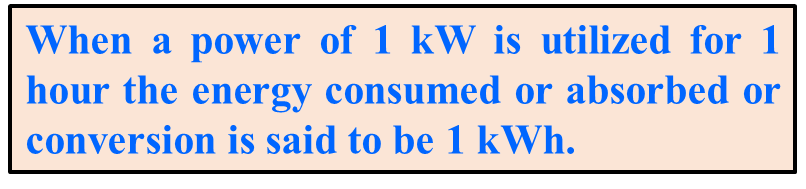 When a power of 1 kW is utilized for 1
hour the energy consumed or absorbed or
conversion is said to be 1 kWh.